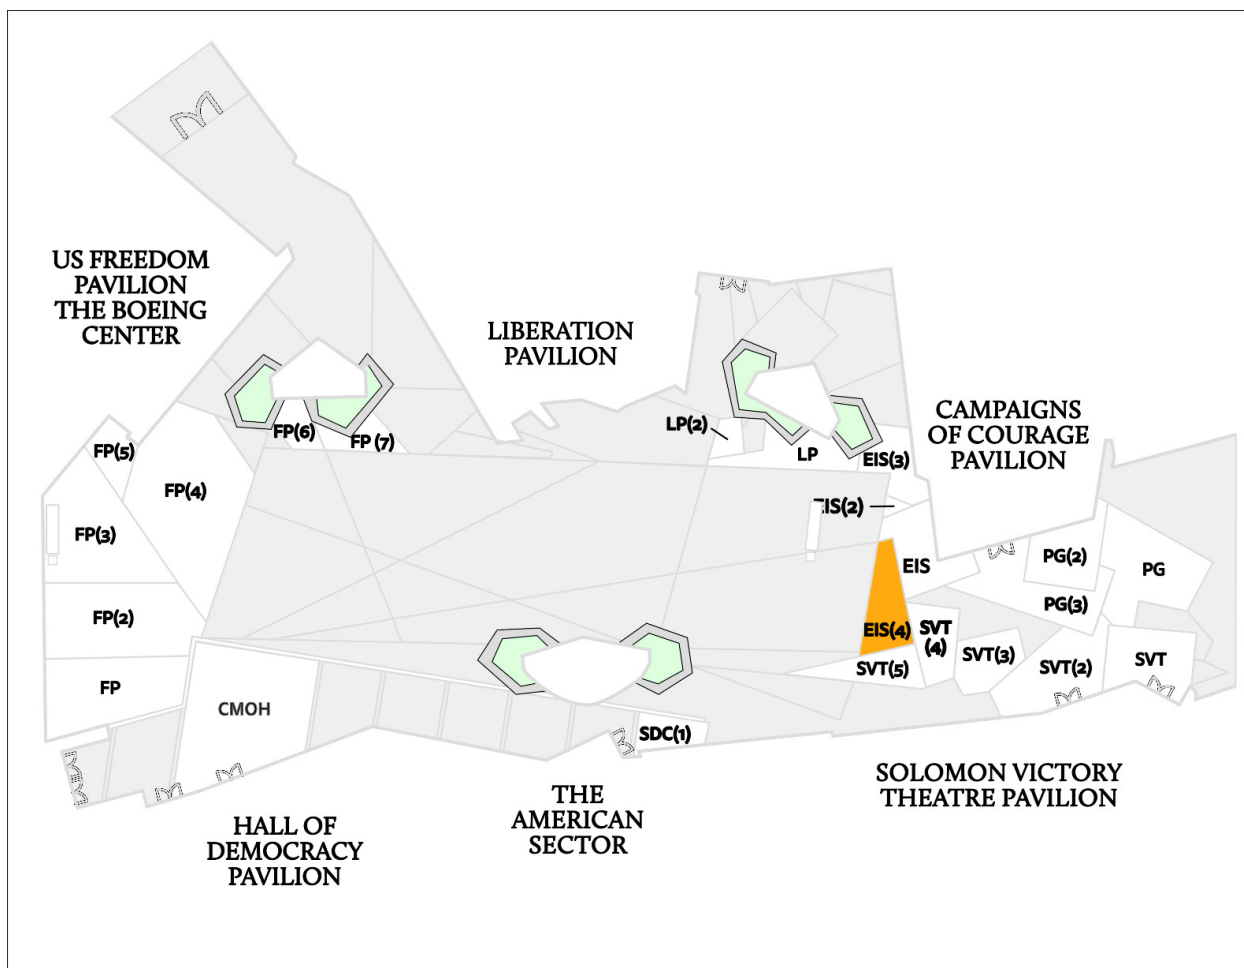 US FREEDOM
PAVILION
THE BOEING
CENTER
LIBERATION
PAVILION
CAMPAIGNS
OF COURAGE
PAVILION
FP(6)
FP (7)
LP(2)
LP
EIS(3)
FP(5)
FP(4)
EIS(2)
FP(3)
EIS
PG(2)
PG
PG(3)
FP(2)
EIS(4)
SVT
(4)
SVT(3)
SVT(5)
SVT(2)
SVT
FP
CMOH
SDC(1)
SOLOMON VICTORY
THEATRE PAVILION
THE
AMERICAN
SECTOR
HALL OF
DEMOCRACY
PAVILION